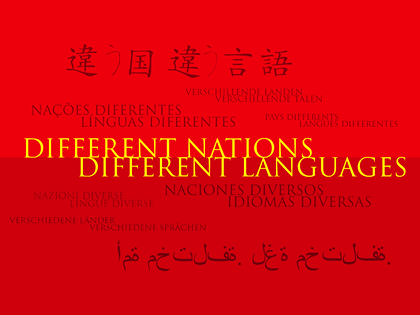 違う国 違う言語
VERSCHILLENDE LANDEN
VERSCHILLENDE TALEN
NAÇÕES DIFERENTES
LÍNGUAS DIFERENTES
PAYS DIFFÉRENTS
LANGUES DIFFÉRENTES
DIFFERENT NATIONS
DIFFERENT LANGUAGES
NACIONES DIVERSOS
IDIOMAS DIVERSAS
NAZIONI DIVERSE
LINGUE DIVERSE
VERSCHIEDENE LÄNDER
VERSCHIEDENE SPRACHEN
أمة مختلفة. لغة مختلفة.